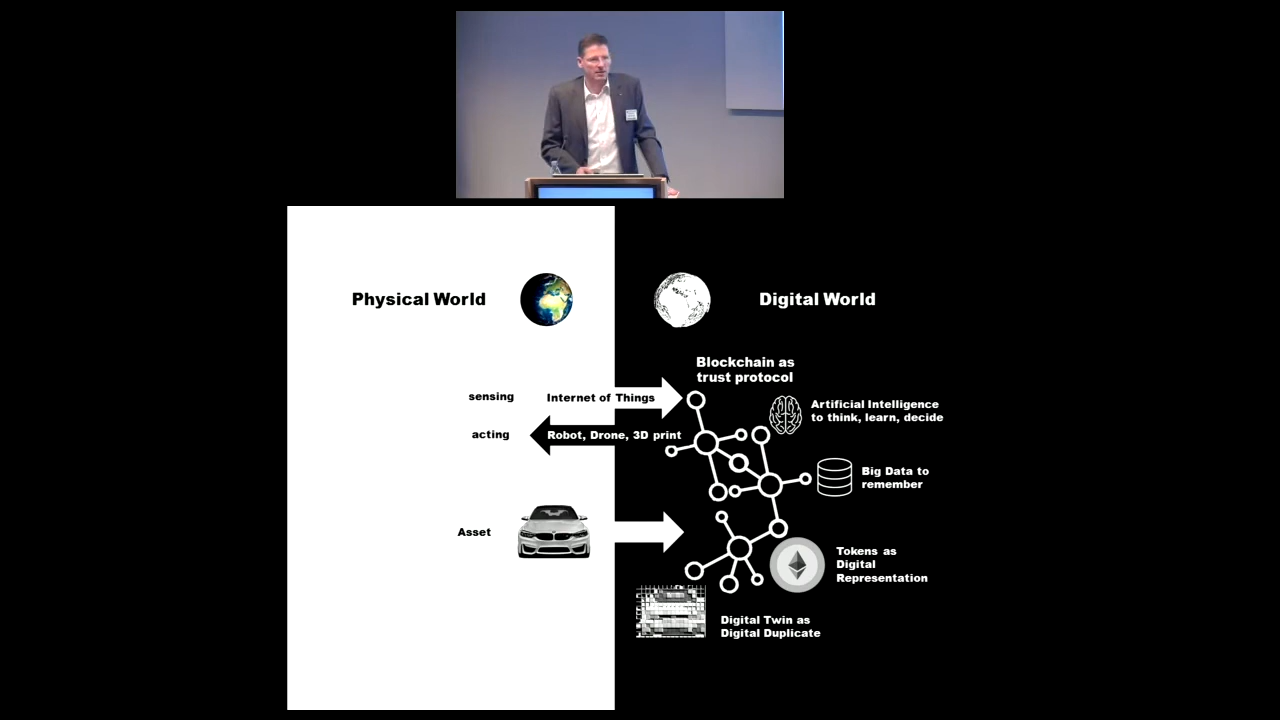 Physical World
Digital World
Blockchain as
trust protocol
sensing
Internet of Things
Artificial Intelligence
to think, learn, decide
acting
Robot, Drone, 3D print
Big Data to
remember
Asset
Tokens as
Digital
Representation
Digital Twin as
Digital Duplicate